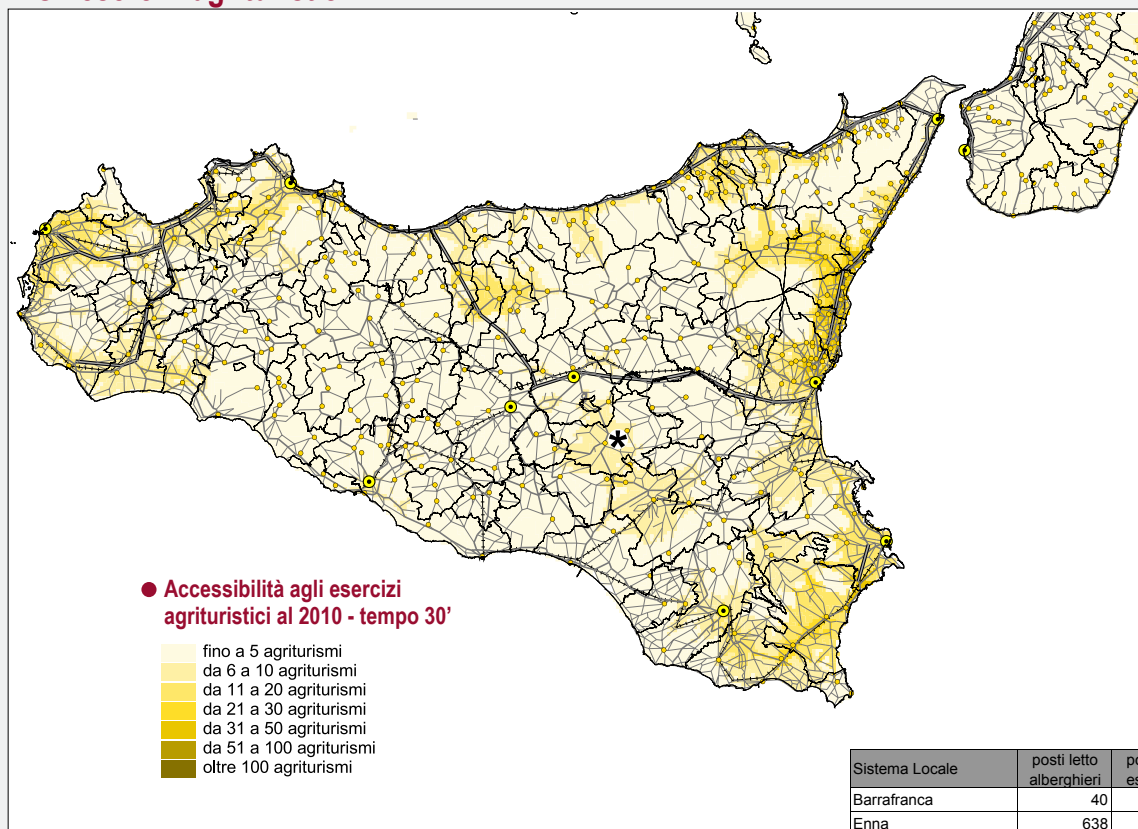 ● Accessibilità agli esercizi
agrituristici al 2010 - tempo 30'
fino a 5 agriturismi
da 6 a 10 agriturismi
da 11 a 20 agriturismi
da 21 a 30 agriturismi
da 31 a 50 agriturismi
da 51 a 100 agriturismi
oltre 100 agriturismi
*
Sistema Locale posti letto
alberghieri
Barrafranca 40
Enna 638